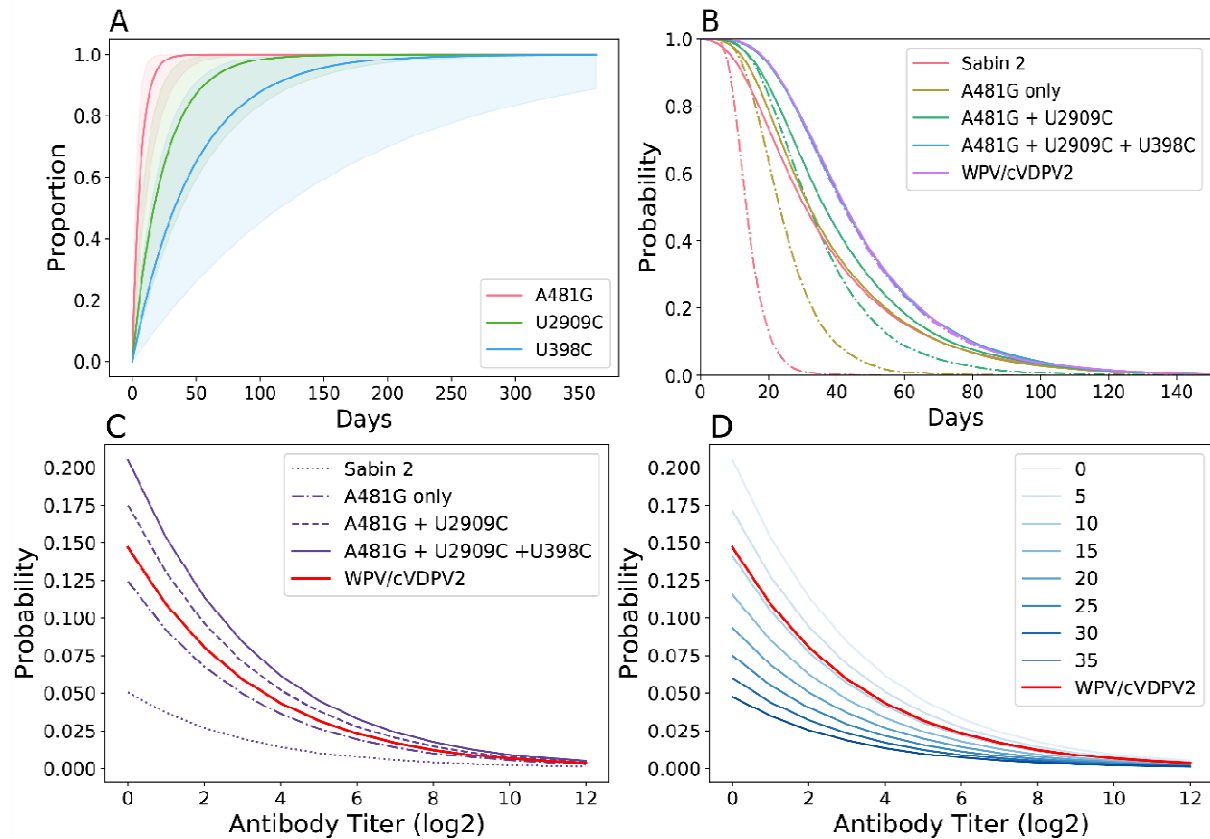 A
1.0
0.8
0.6
0.4
0.2
0.0
Proportion
0 50 100 150 200 250 300 350
Days
A481G
U2909C
U398C
B
1.0
0.8
0.6
0.4
0.2
0.0
Probability
0 20 40 60 80 100 120 140
Days
Sabin 2
A481G only
A481G + U2909C
A481G + U2909C + U398C
WPV/cVDPV2
C
0.200
0.175
0.150
0.125
0.100
0.075
0.050
0.025
0.000
Probability
0 2 4 6 8 10 12
Antibody Titer (log2)
Sabin 2
A481G only
A481G + U2909C
A481G + U2909C +U398C
WPV/cVDPV2
D
0.200
0.175
0.150
0.125
0.100
0.075
0.050
0.025
0.000
Probability
0 2 4 6 8 10 12
Antibody Titer (log2)
0
5
10
15
20
25
30
35
WPV/cVDPV2